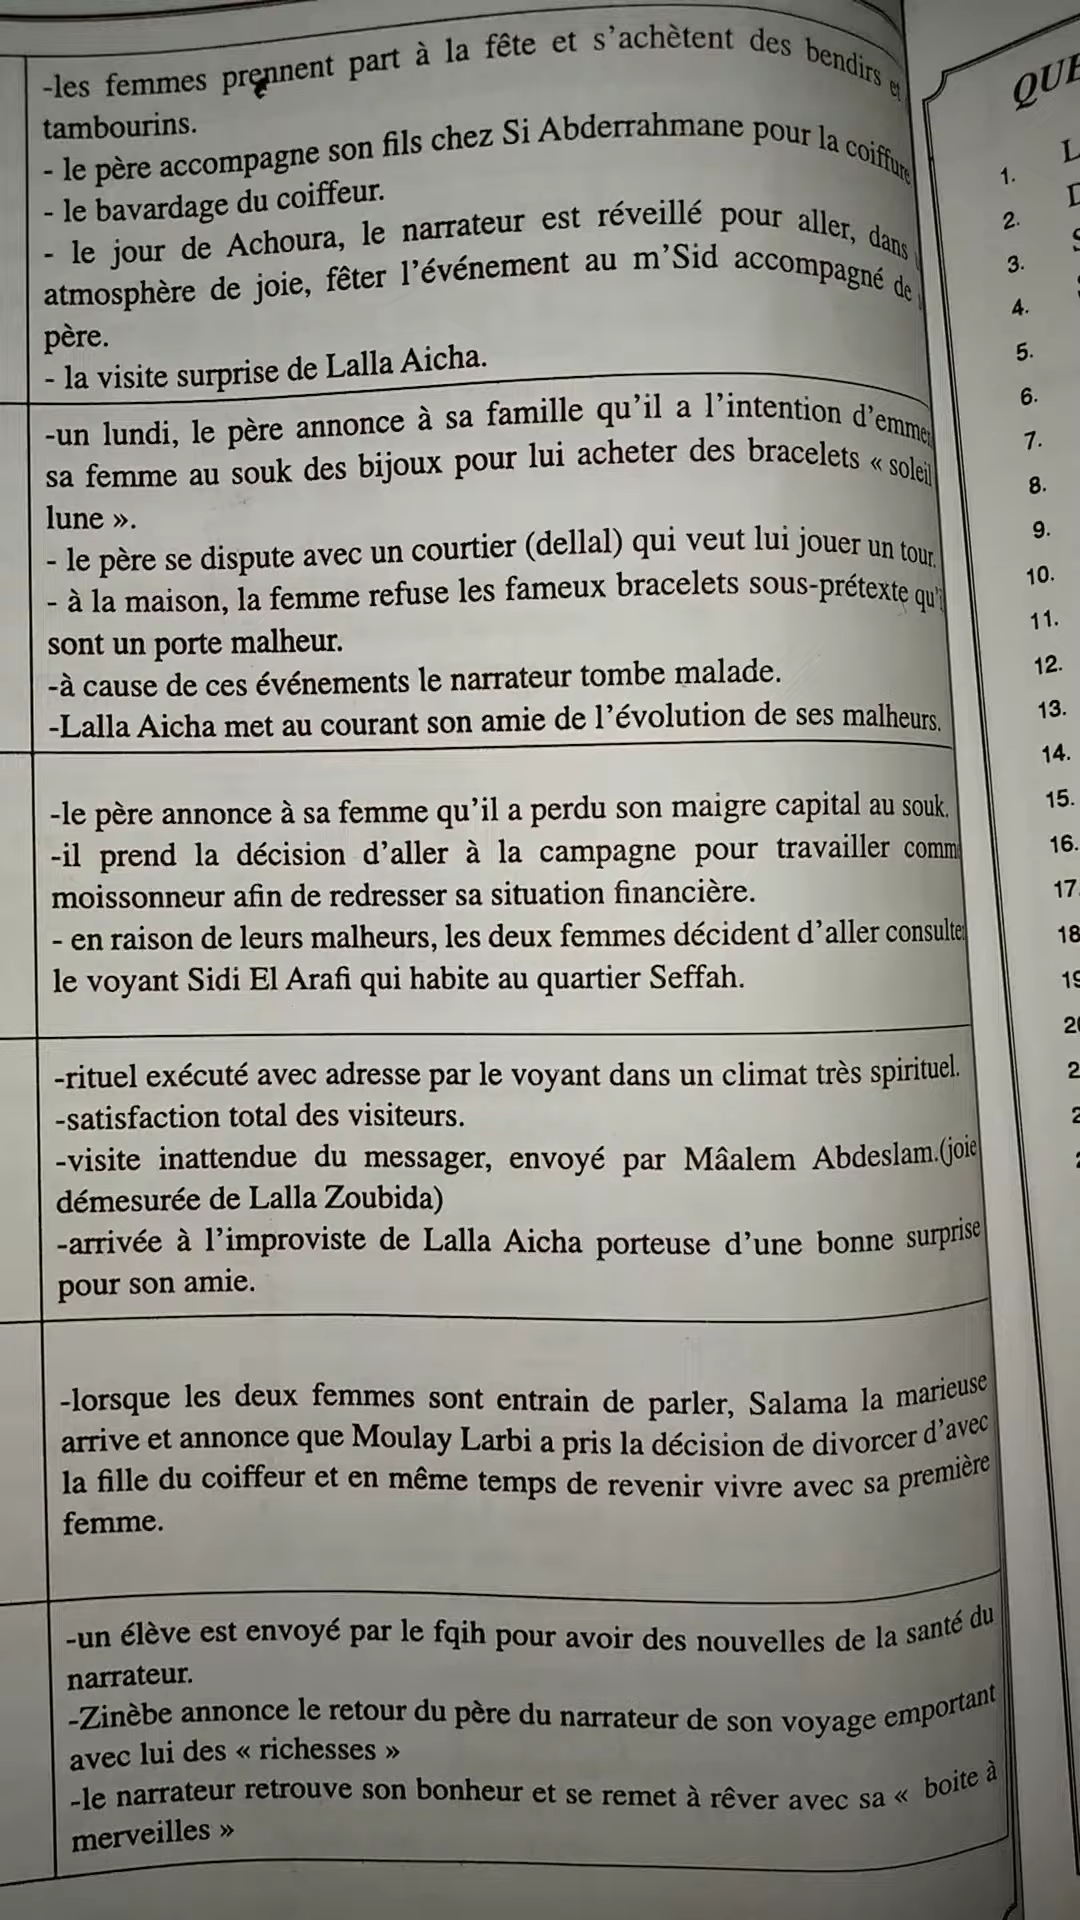 -les femmes prennent part à la fête et s'achètent des bendirs et
tambourins.
- le père accompagne son fils chez Si Abderrahmane pour la coiffure
- le bavardage du coiffeur.
- le jour de Achoura, le narrateur est réveillé pour aller, dans
atmosphère de joie, fêter l'événement au m'Sid accompagné de
père.
- la visite surprise de Lalla Aicha.
-un lundi, le père annonce à sa famille qu'il a l'intention
sa femme au souk des bijoux pour lui acheter des bracelets « soleil
lune ».
- le père se dispute avec un courtier (dellal) qui veut lui jouer un tour.
- à la maison, la femme refuse les fameux bracelets sous-prétexte
sont un porte malheur.
-à cause de ces événements le narrateur tombe malade.
-Lalla Aicha met au courant son amie de l'évolution de ses malheurs.
-le père annonce à sa femme qu'il a perdu son maigre capital au souk.
-il prend la décision d'aller à la campagne pour travailler
moissonneur afin de redresser sa situation financière.
- en raison de leurs malheurs, les deux femmes décident d'aller
le voyant Sidi El Arafi qui habite au quartier Seffah.
-rituel exécuté avec adresse par le voyant dans un climat très spirituel.
-satisfaction total des visiteurs.
-visite inattendue du messager, envoyé par Mâalem Abdeslam.(joie
démesurée de Lalla Zoubida)
-arrivée à l'improviste de Lalla Aicha porteuse d'une bonne surprise
pour son amie.
-lorsque les deux femmes sont entrain de parler, Salama la marieuse
arrive et annonce que Moulay Larbi a pris la décision de divorcer d'avec
la fille du coiffeur et en même temps de revenir vivre avec sa première
femme.
-un élève est envoyé par le fqih pour avoir des nouvelles de la santé du
narrateur.
-Zinèbe annonce le retour du père du narrateur de son voyage emportant
avec lui des « richesses »
-le narrateur retrouve son bonheur et se remet à rêver avec sa « boite à
merveilles »
1.
2.
3.
4.
5.
6.
7.
8.
9.
10.
11.
12.
13.
14.
15.
16.
17.
18